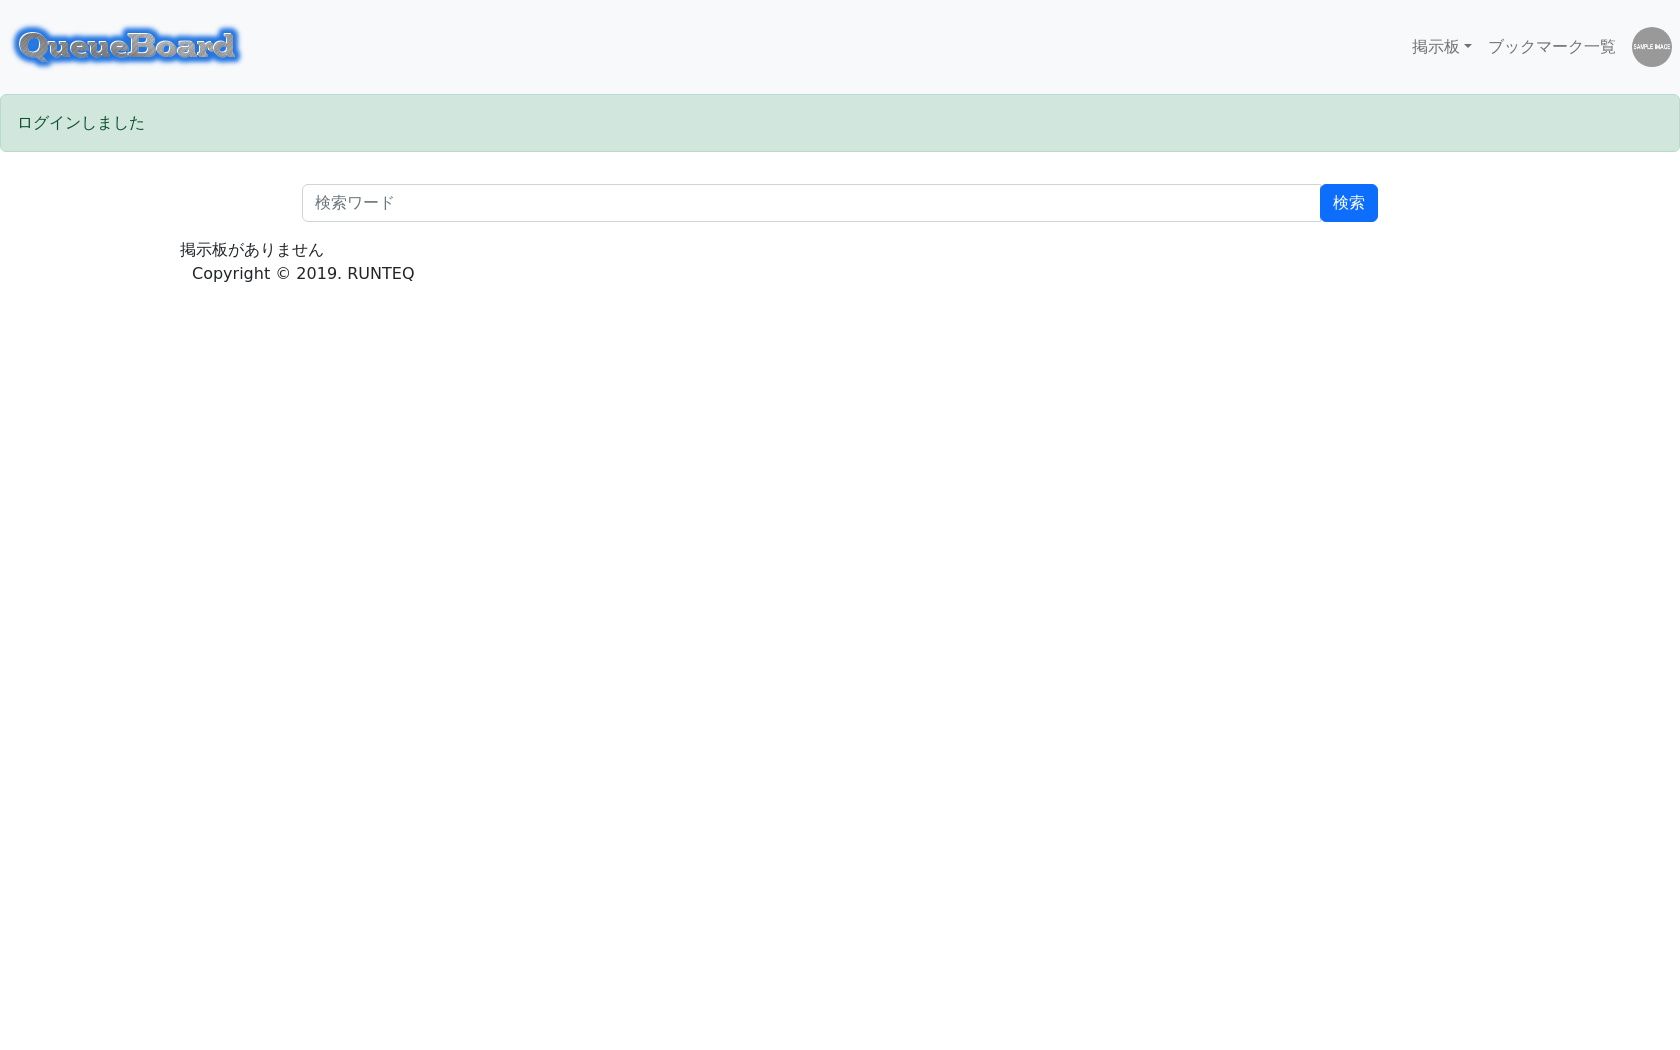 QueueBoard
掲示板 ブックマーク一覧 SAMPLE IMAGE
ログインしました
検索ワード 検索
掲示板がありません
Copyright © 2019. RUNTEQ